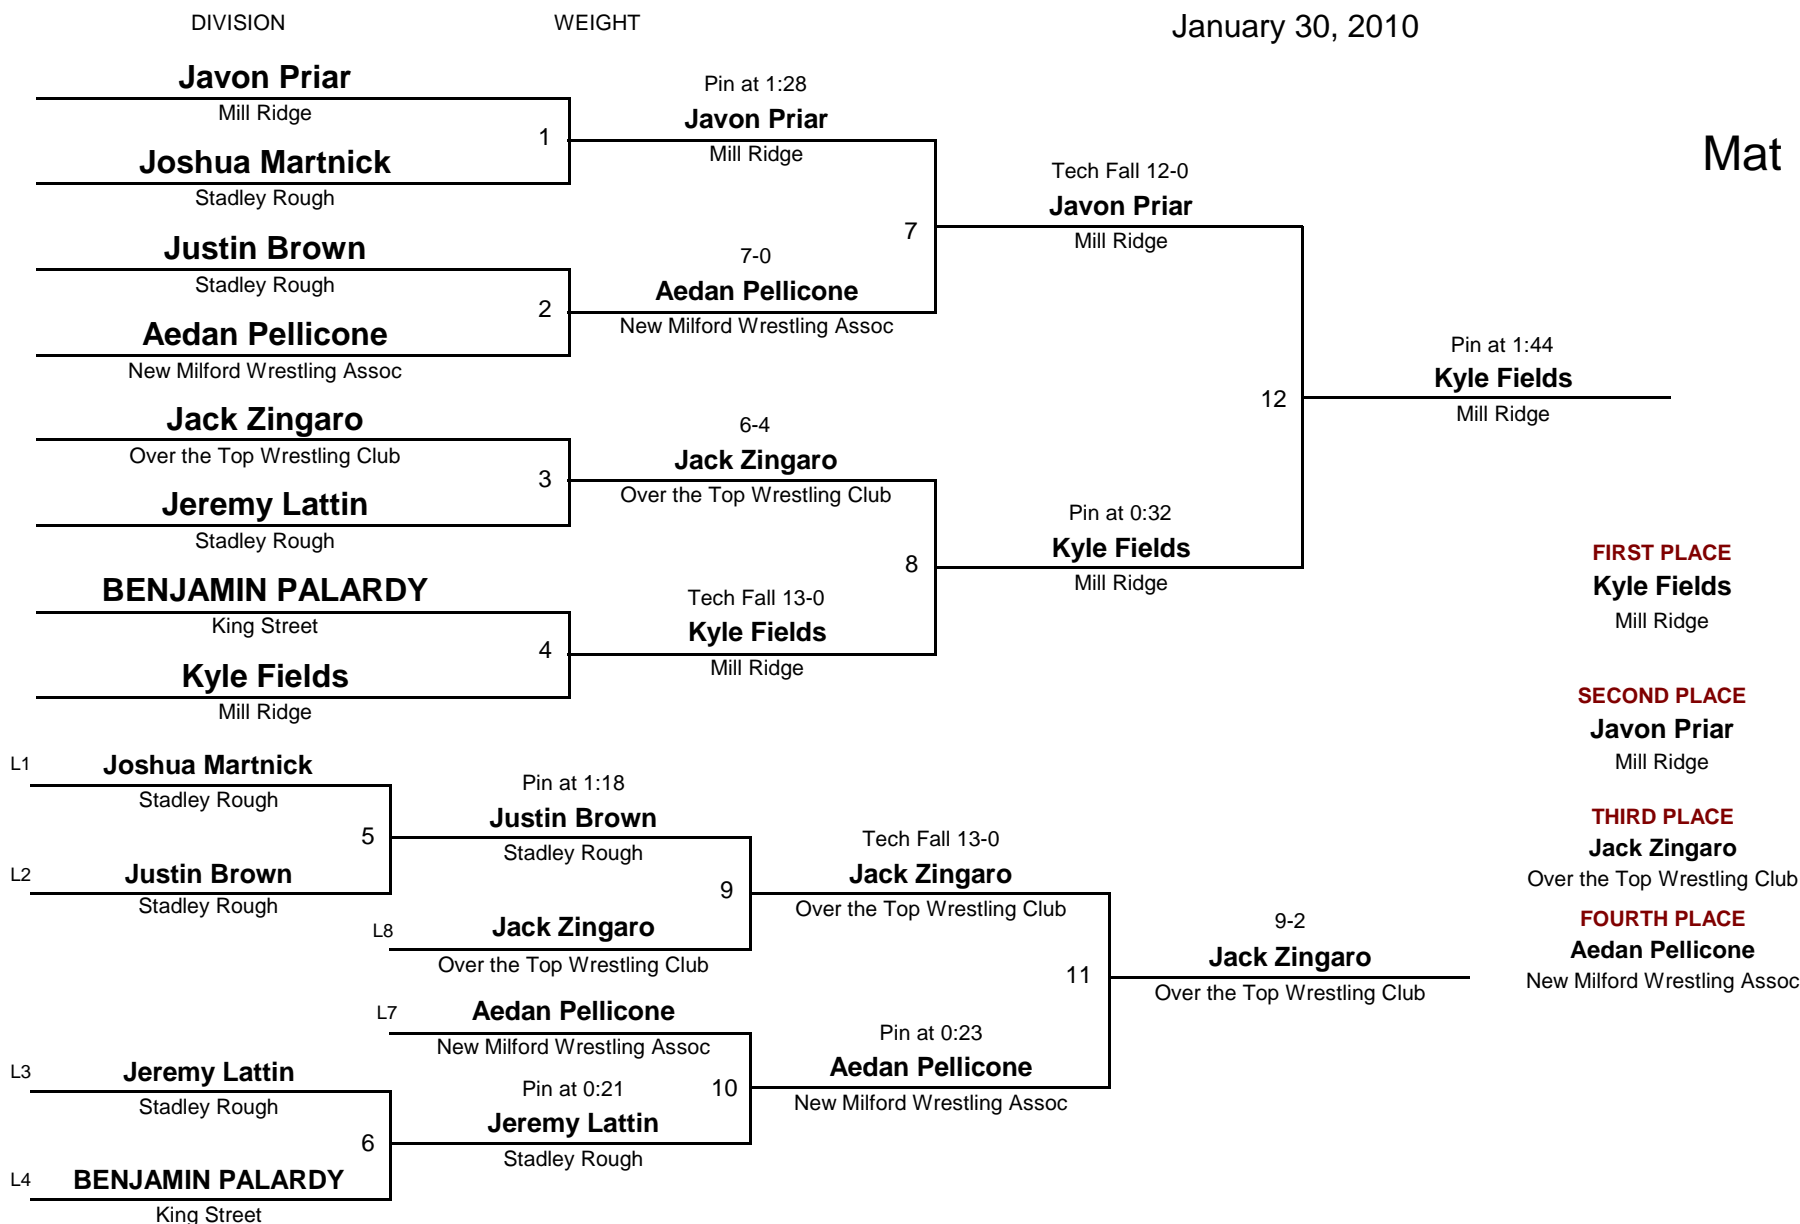 DIVISION
WEIGHT
January 30, 2010
Mat
Javon Priar
Mill Ridge
1
Joshua Martnick
Stadley Rough
Pin at 1:28
Javon Priar
Mill Ridge
Justin Brown
Stadley Rough
2
Aedan Pellicone
New Milford Wrestling Assoc
7-0
Aedan Pellicone
New Milford Wrestling Assoc
7
Tech Fall 12-0
Javon Priar
Mill Ridge
Jack Zingaro
Over the Top Wrestling Club
3
Jeremy Lattin
Stadley Rough
6-4
Jack Zingaro
Over the Top Wrestling Club
BENJAMIN PALARDY
King Street
4
Kyle Fields
Mill Ridge
Tech Fall 13-0
Kyle Fields
Mill Ridge
8
Pin at 0:32
Kyle Fields
Mill Ridge
12
Pin at 1:44
Kyle Fields
Mill Ridge
FIRST PLACE
Kyle Fields
Mill Ridge
SECOND PLACE
Javon Priar
Mill Ridge
THIRD PLACE
Jack Zingaro
Over the Top Wrestling Club
FOURTH PLACE
Aedan Pellicone
New Milford Wrestling Assoc
L1
Joshua Martnick
Stadley Rough
5
L2
Justin Brown
Stadley Rough
Pin at 1:18
Justin Brown
Stadley Rough
9
L8
Jack Zingaro
Over the Top Wrestling Club
Tech Fall 13-0
Jack Zingaro
Over the Top Wrestling Club
L7
Aedan Pellicone
New Milford Wrestling Assoc
10
L3
Jeremy Lattin
Stadley Rough
6
L4
BENJAMIN PALARDY
King Street
Pin at 0:21
Jeremy Lattin
Stadley Rough
Pin at 0:23
Aedan Pellicone
New Milford Wrestling Assoc
11
9-2
Jack Zingaro
Over the Top Wrestling Club